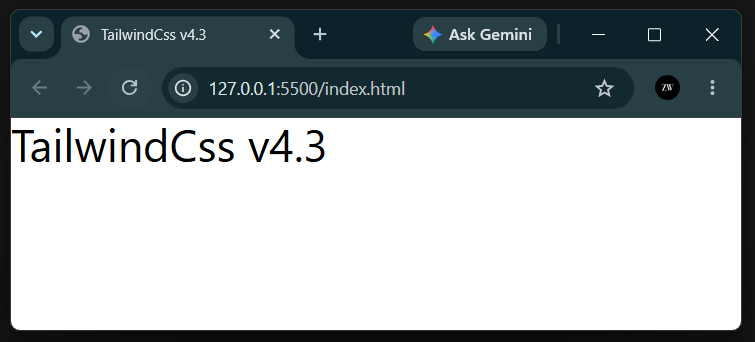 TailwindCss v4.3
Ask Gemini
127.0.0.1:5500/index.html
ZW
TailwindCss v4.3